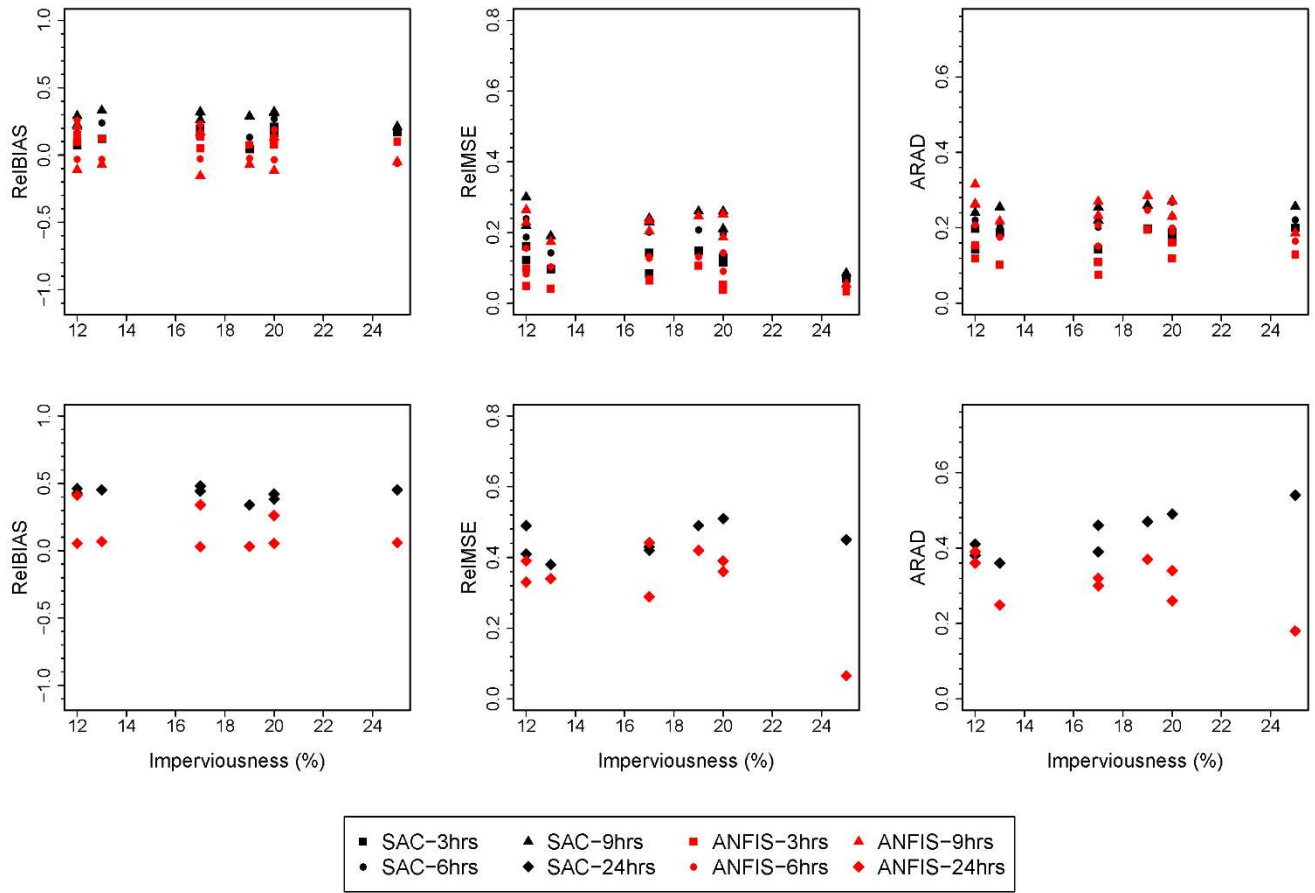 RelBIAS
1.0
0.5
0.0
−0.5
−1.0
12 14 16 18 20 22 24
RelMSE
0.8
0.6
0.4
0.2
0.0
12 14 16 18 20 22 24
ARAD
0.6
0.4
0.2
0.0
12 14 16 18 20 22 24
RelBIAS
1.0
0.5
0.0
−0.5
−1.0
12 14 16 18 20 22 24
Imperviousness (%)
RelMSE
0.8
0.6
0.4
0.2
0.0
12 14 16 18 20 22 24
Imperviousness (%)
ARAD
0.6
0.4
0.2
0.0
12 14 16 18 20 22 24
Imperviousness (%)
SAC−3hrs SAC−9hrs ANFIS−3hrs ANFIS−9hrs
SAC−6hrs SAC−24hrs ANFIS−6hrs ANFIS−24hrs